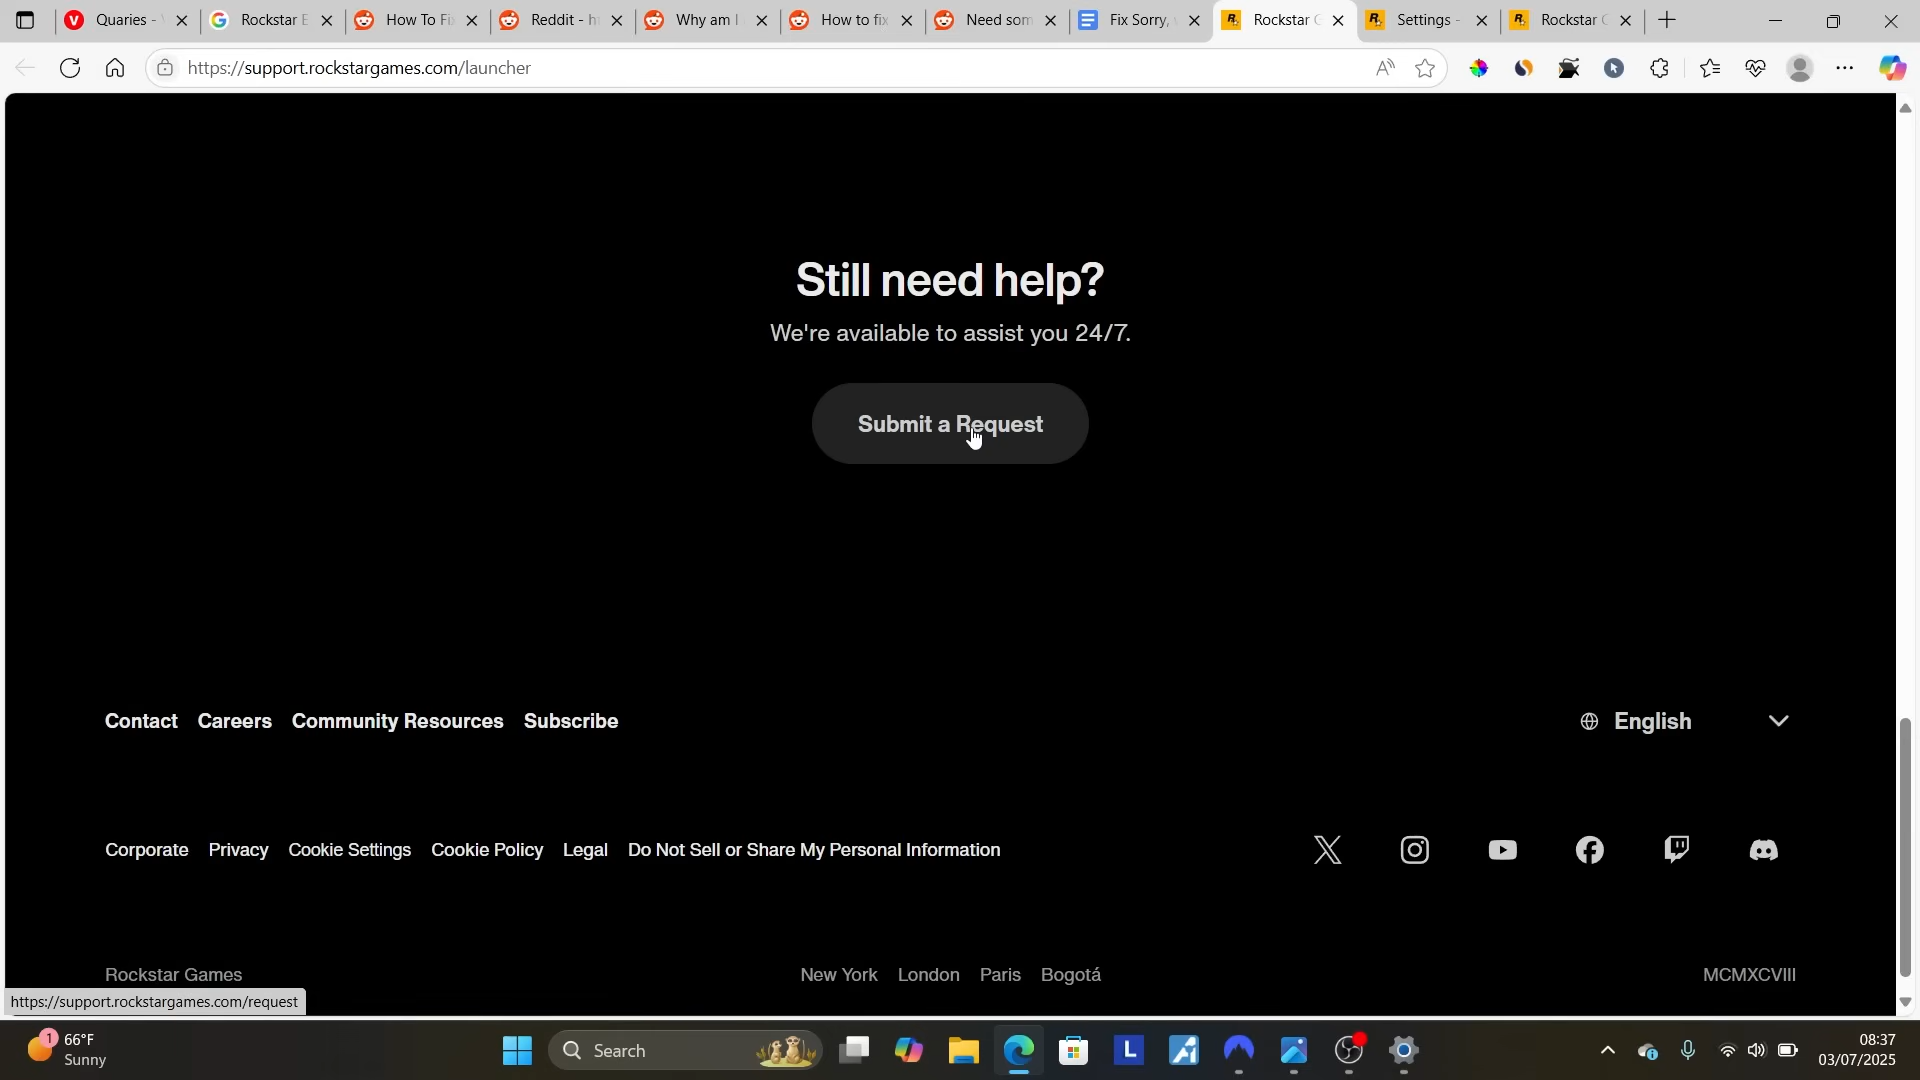 Quaries -
Rockstar E
How To Fi
Reddit - h
Why am I
How to fix
Need som
Fix Sorry,
Rockstar G
Settings -
Rockstar G
https://support.rockstargames.com/launcher
Still need help?
We're available to assist you 24/7.
Submit a Request
Contact Careers Community Resources Subscribe
English
Corporate Privacy Cookie Settings Cookie Policy Legal Do Not Sell or Share My Personal Information
Rockstar Games
New York London Paris Bogotá
MCMXCVIII
https://support.rockstargames.com/request
1
66°F
Sunny
Search
L
08:37
03/07/2025